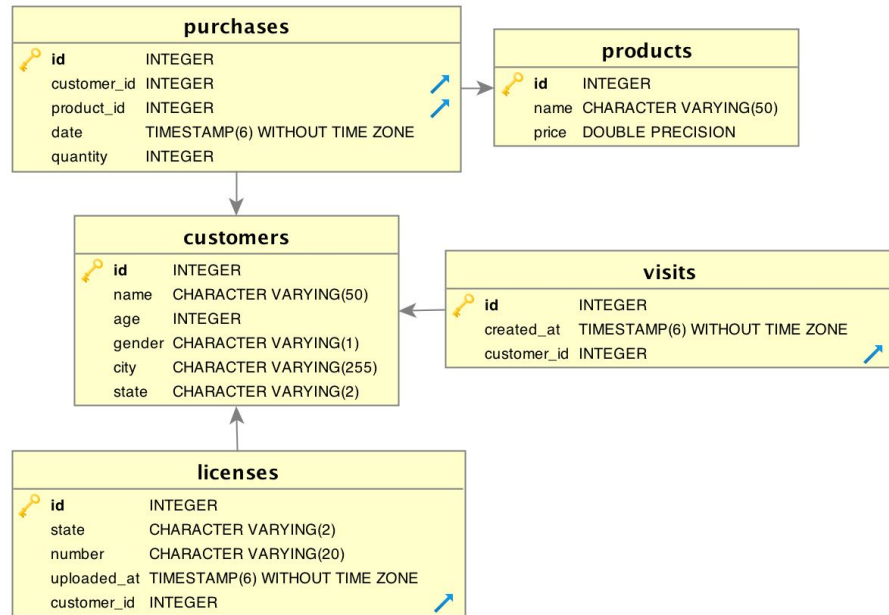 purchases
id INTEGER
customer_id INTEGER
product_id INTEGER
date TIMESTAMP(6) WITHOUT TIME ZONE
quantity INTEGER
products
id INTEGER
name CHARACTER VARYING(50)
price DOUBLE PRECISION
customers
id INTEGER
name CHARACTER VARYING(50)
age INTEGER
gender CHARACTER VARYING(1)
city CHARACTER VARYING(255)
state CHARACTER VARYING(2)
visits
id INTEGER
created_at TIMESTAMP(6) WITHOUT TIME ZONE
customer_id INTEGER
licenses
id INTEGER
state CHARACTER VARYING(2)
number CHARACTER VARYING(20)
uploaded_at TIMESTAMP(6) WITHOUT TIME ZONE
customer_id INTEGER